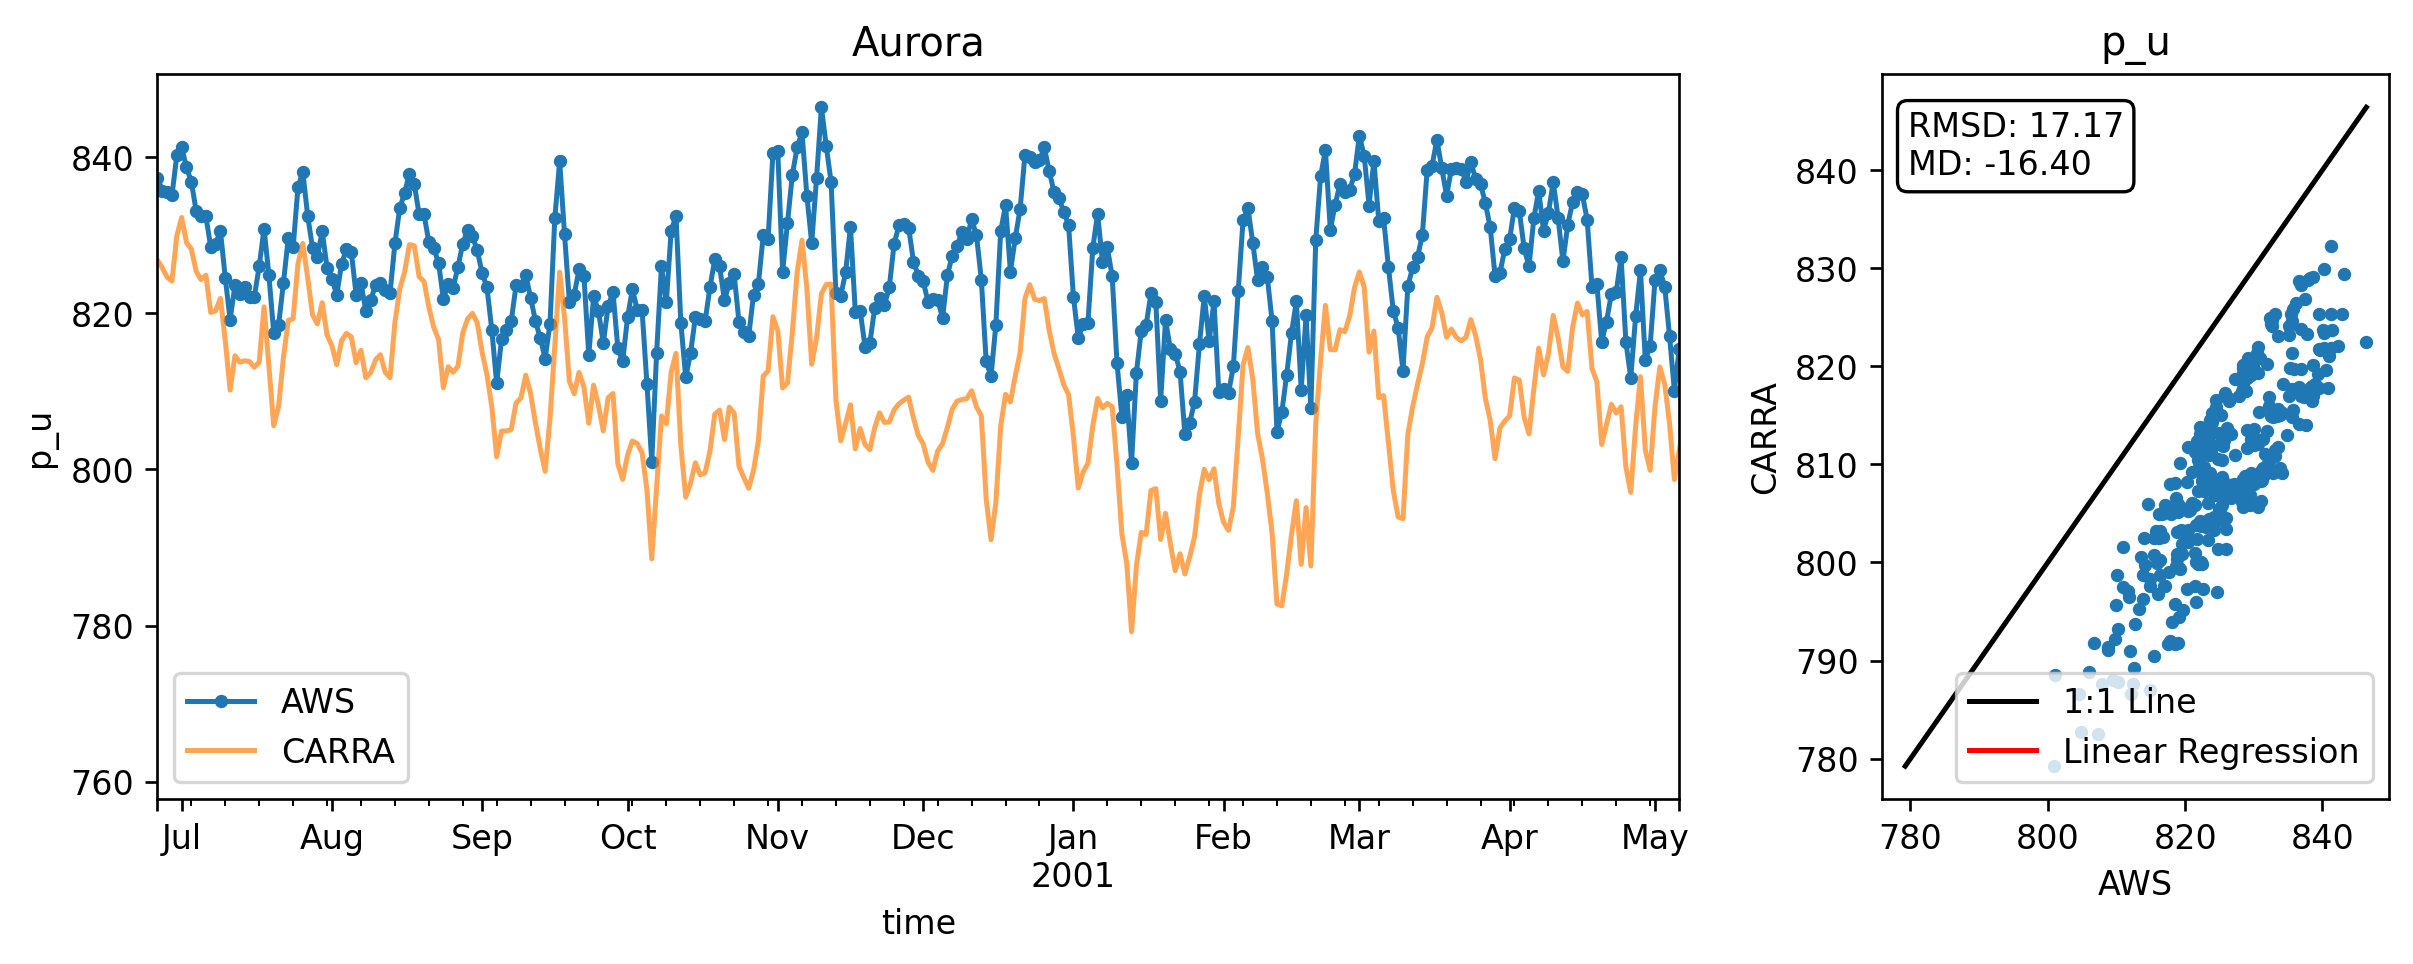 Aurora
p_u
840
820
800
780
760
Jul Aug Sep Oct Nov Dec Jan Feb Mar Apr May
2001
time
AWS
CARRA
p_u
RMSD: 17.17
MD: -16.40
CARRA
840
830
820
810
800
790
780
780 800 820 840
AWS
1:1 Line
Linear Regression